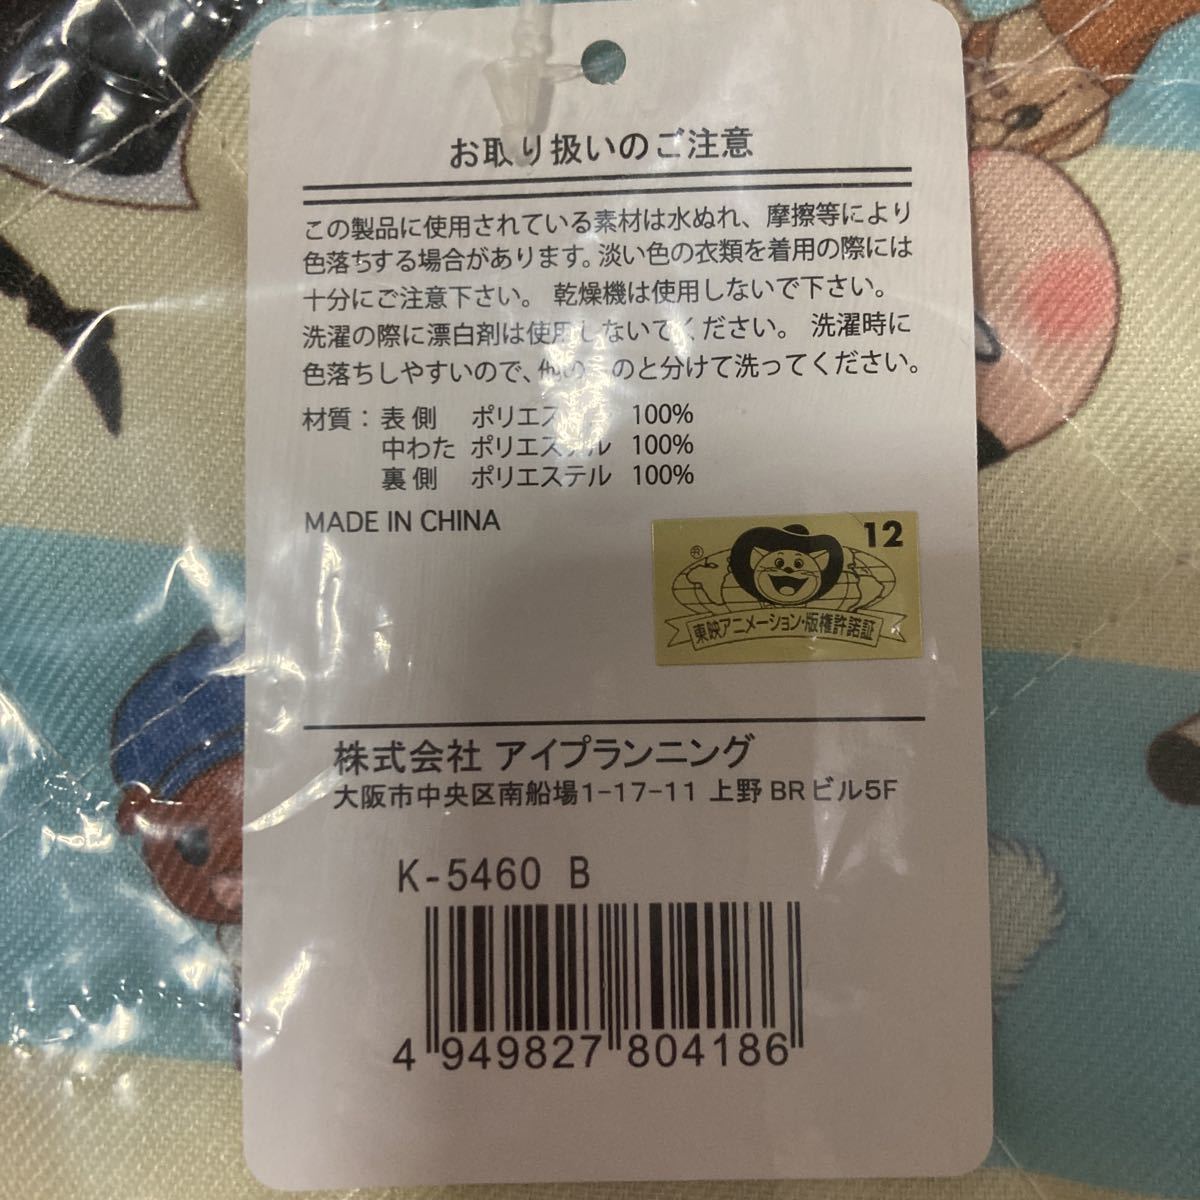 お取り扱いのご注意
この製品に使用されている素材は水ぬれ、摩擦等により
色落ちする場合があります。淡い色の衣類を着用の際には
十分にご注意下さい。 乾燥機は使用しないで下さい。
洗濯の際に漂白剤は使用しないでください。 洗濯時に
色落ちしやすいので、他のものと分けて洗ってください。
材質：表側 ポリエステル 100%
中わた ポリエステル 100%
裏側 ポリエステル 100%
MADE IN CHINA
12
®
東映アニメーション・版権許諾証
株式会社 アイプランニング
大阪市中央区南船場1-17-11 上野BRビル5F
K-5460 B
4 949827 804186